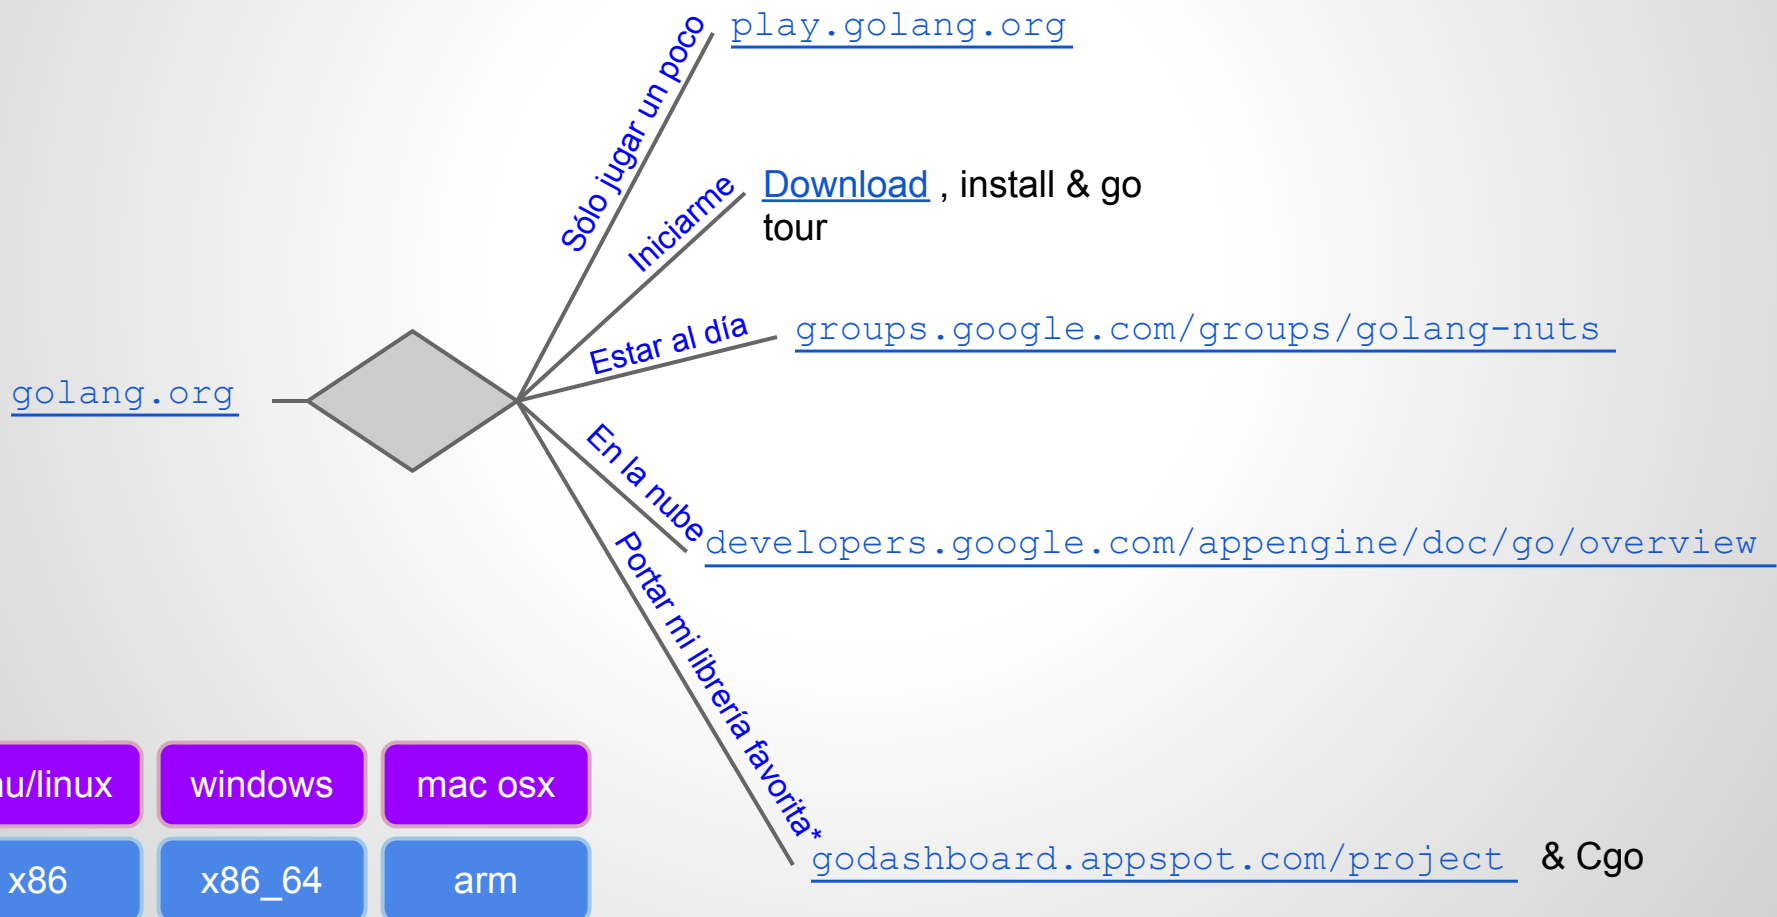 play.golang.org
Sólo jugar un poco
Download , install & go
tour
Iniciarme
groups.google.com/groups/golang-nuts
Estar al día
golang.org
En la nube
developers.google.com/appengine/doc/go/overview
Portar mi librería favorita*
godashboard.appspot.com/project & Cgo
nu/linux windows mac osx
x86 x86_64 arm